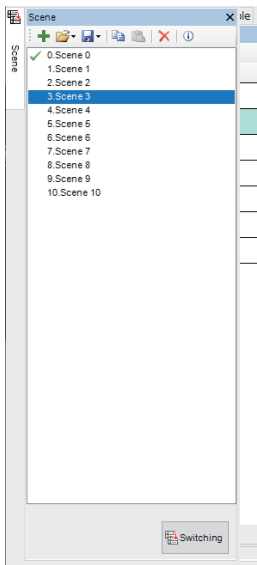 Scene
ole
Scene
0.Scene 0
1.Scene 1
2.Scene 2
3.Scene 3
4.Scene 4
5.Scene 5
6.Scene 6
7.Scene 7
8.Scene 8
9.Scene 9
10.Scene 10
Switching